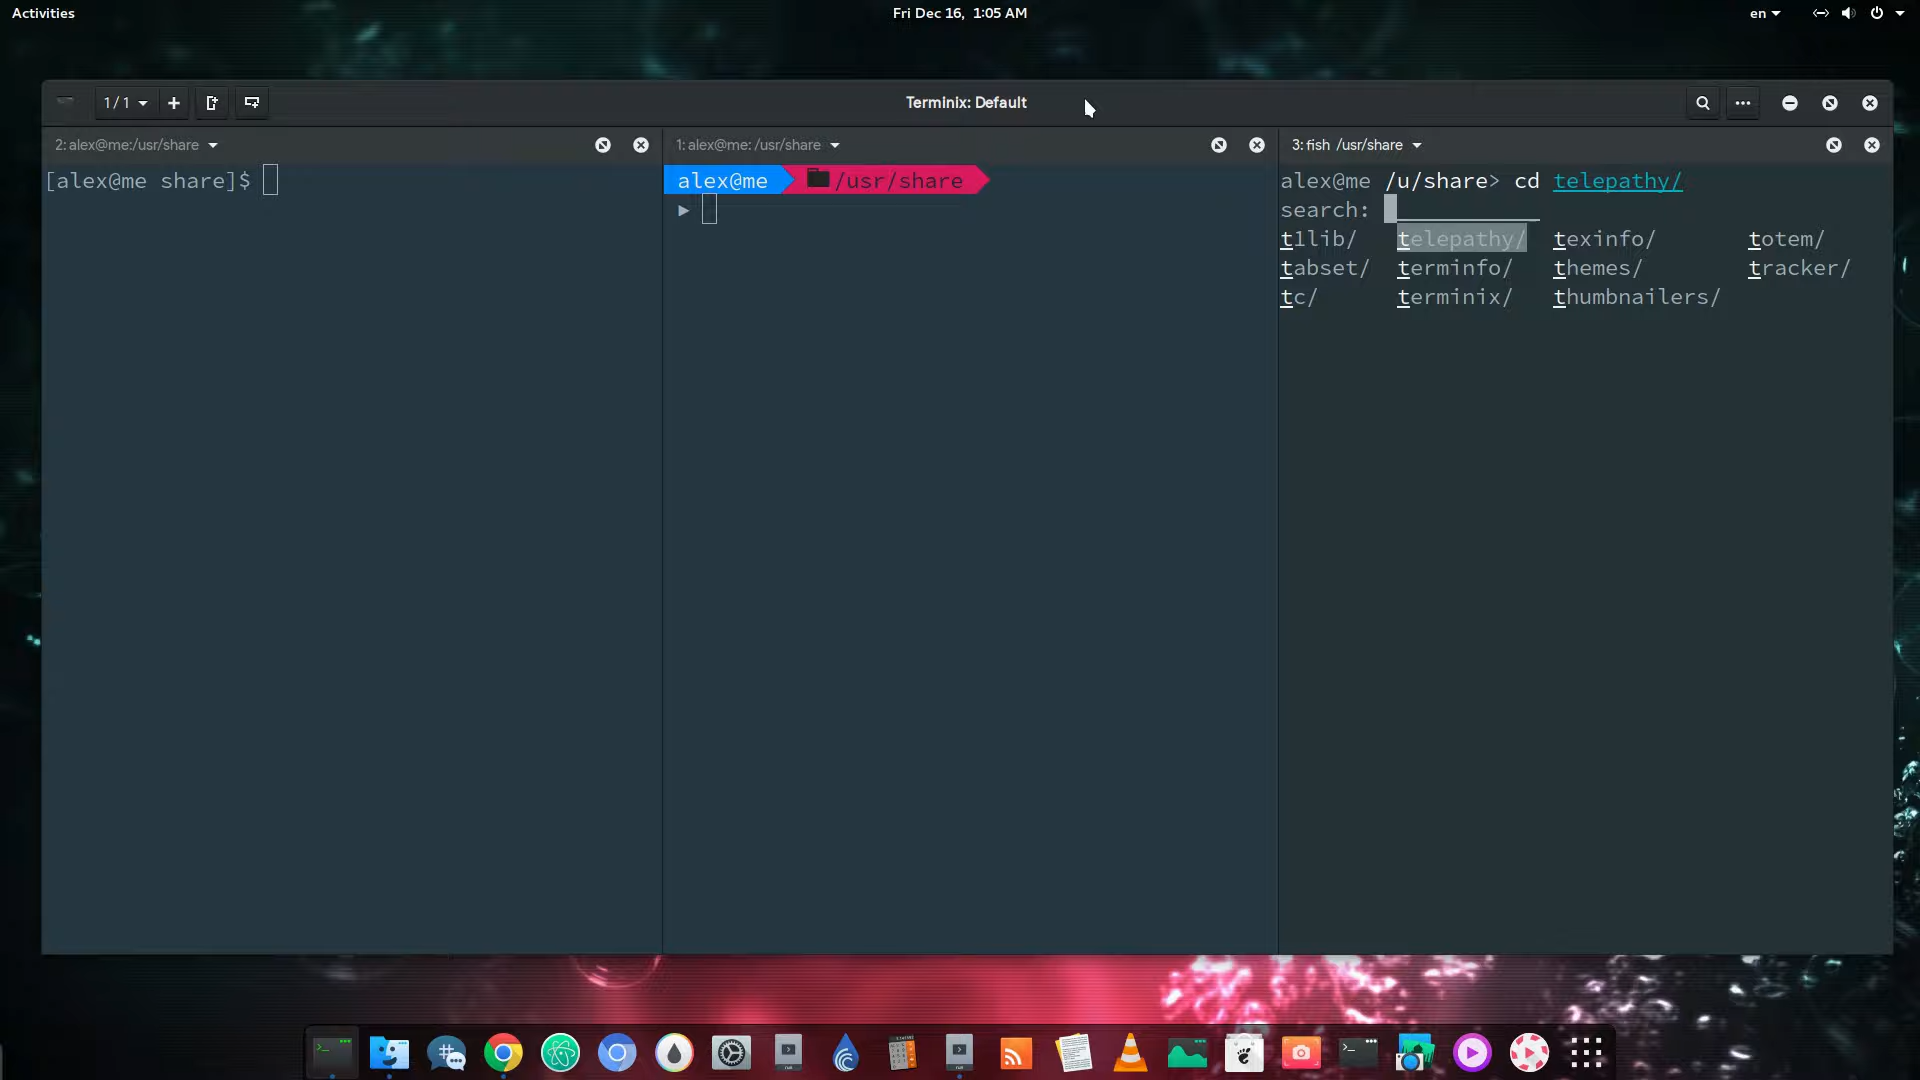 Activities
Fri Dec 16, 1:05 AM
en
1 / 1
Terminix: Default
2: alex@me:/usr/share
1: alex@me: /usr/share
3: fish /usr/share
[alex@me share]$
alex@me /usr/share
alex@me /u/share> cd telepathy/
search:
t1lib/ telepathy/ texinfo/ totem/
tabset/ terminfo/ themes/ tracker/
tc/ terminix/ thumbnailers/